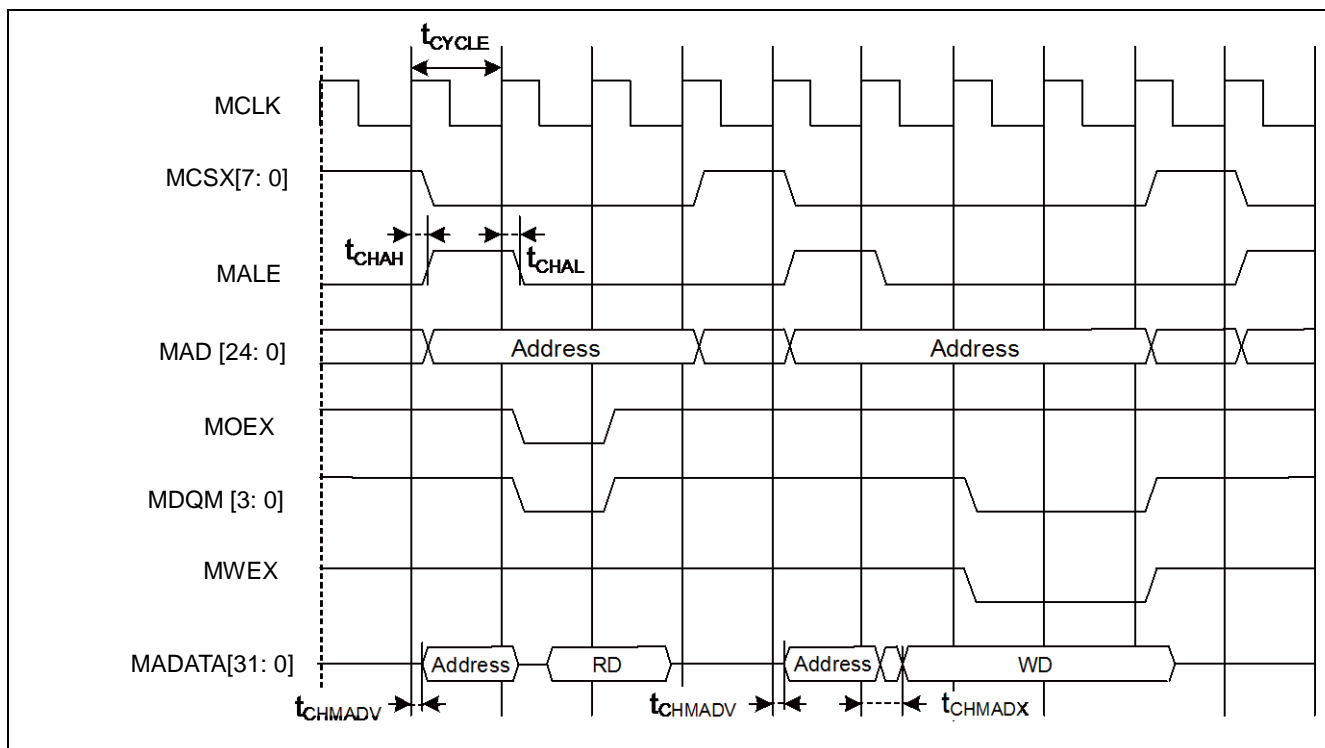 tCYCLE
MCLK
MCSX[7: 0]
tCHAH
tCHAL
MALE
MAD [24: 0]
Address
Address
MOEX
MDQM [3: 0]
MWEX
MADATA[31: 0]
Address
RD
Address
WD
tCHMADV
tCHMADV
tCHMADX